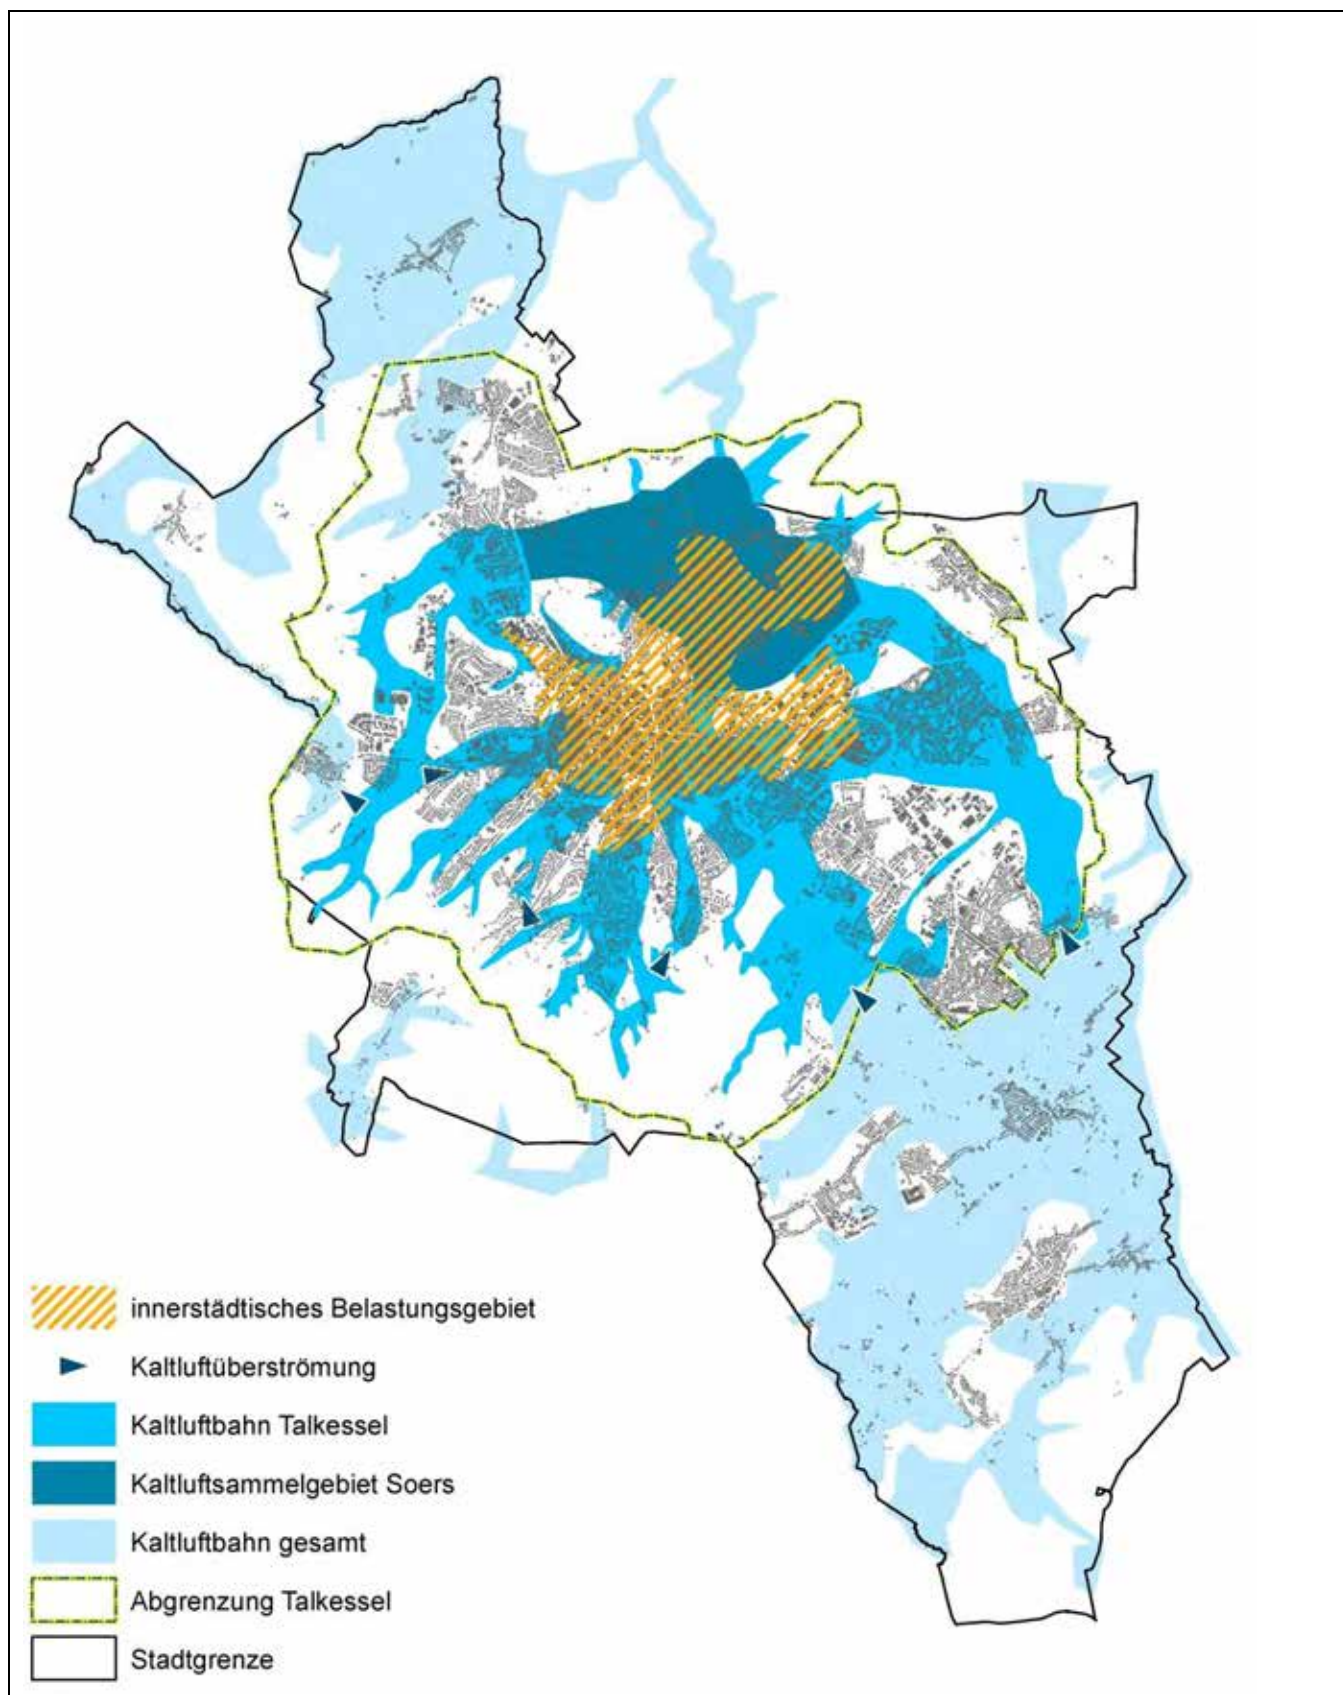 innerstädtisches Belastungsgebiet
Kaltluftüberströmung
Kaltluftbahn Talkessel
Kaltluftsammelgebiet Soers
Kaltluftbahn gesamt
Abgrenzung Talkessel
Stadtgrenze